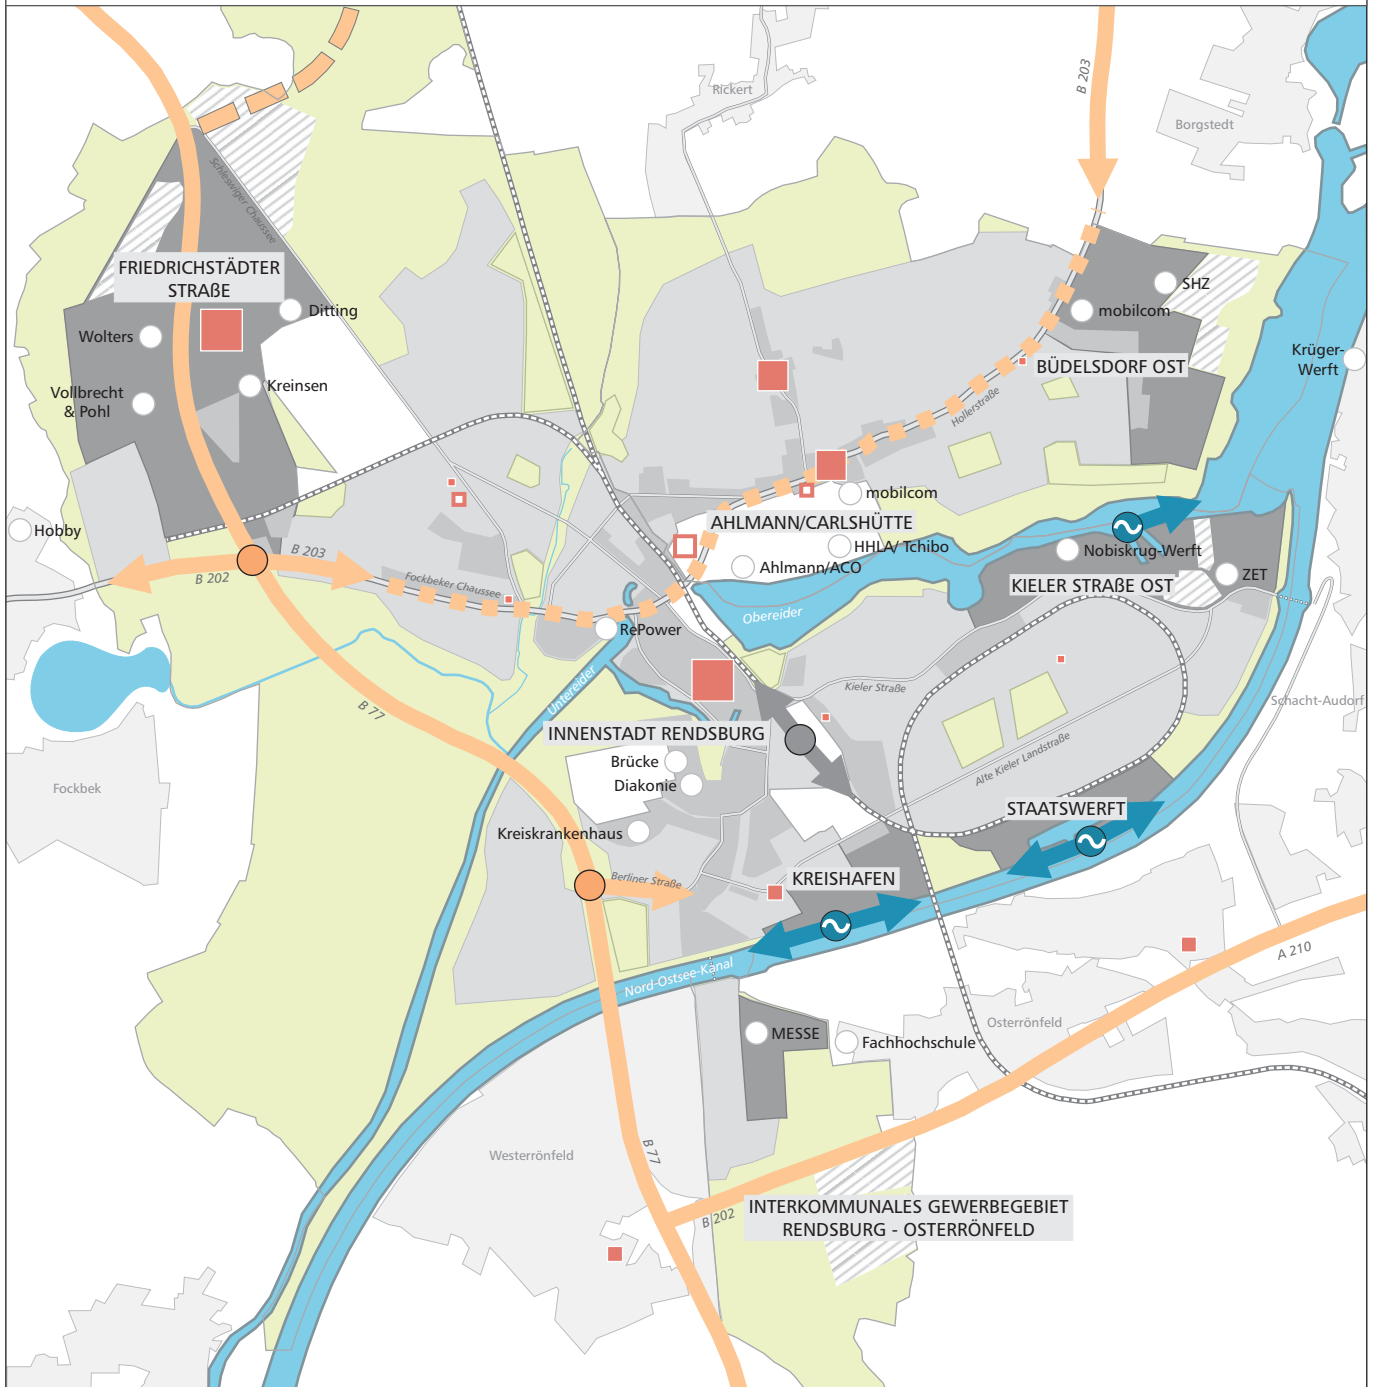 Rickert
B 203
Borgstedt
Schleswiger Chaussee
FRIEDRICHSTÄDTER
STRAßE
SHZ
Ditting
mobilcom
Wolters
Krüger-
Werft
BÜDELSDORF OST
Kreinsen
Vollbrecht
& Pohl
Hollerstraße
mobilcom
AHLMANN/CARLSHÜTTE
Hobby
HHLA/ Tchibo
Nobiskrug-Werft
B 203
Ahlmann/ACO
ZET
B 202
Fockbeker Chaussee
KIELER STRAßE OST
Obereider
RePower
Untereider
Kieler Straße
Schacht-Audorf
B 77
INNENSTADT RENDSBURG
Brücke
Alte Kieler Landstraße
Diakonie
Fockbek
STAATSWERFT
Kreiskrankenhaus
Berliner Straße
KREISHAFEN
A 210
Nord-Ostsee-Kanal
Osterrönfeld
MESSE
Fachhochschule
Westerrönfeld
B 77
B 202
INTERKOMMUNALES GEWERBEGEBIET
RENDSBURG - OSTERRÖNFELD